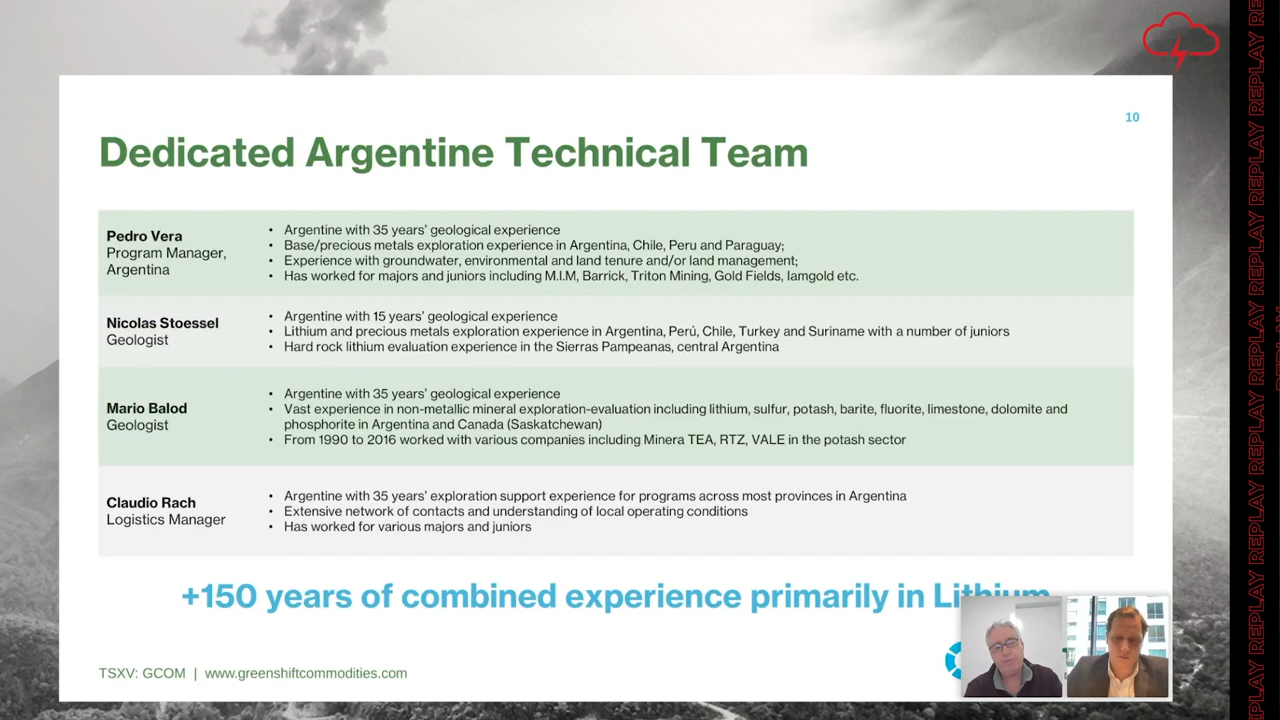 10
Dedicated Argentine Technical Team
Pedro Vera
Program Manager,
Argentina
• Argentine with 35 years' geological experience
• Base/precious metals exploration experience in Argentina, Chile, Peru and Paraguay;
• Experience with groundwater, environmental and land tenure and/or land management;
• Has worked for majors and juniors including M.I.M, Barrick, Triton Mining, Gold Fields, Iamgold etc.
Nicolas Stoessel
Geologist
• Argentine with 15 years' geological experience
• Lithium and precious metals exploration experience in Argentina, Perú, Chile, Turkey and Suriname with a number of juniors
• Hard rock lithium evaluation experience in the Sierras Pampeanas, central Argentina
Mario Balod
Geologist
• Argentine with 35 years' geological experience
• Vast experience in non-metallic mineral exploration-evaluation including lithium, sulfur, potash, barite, fluorite, limestone, dolomite and
phosphorite in Argentina and Canada (Saskatchewan)
• From 1990 to 2016 worked with various companies including Minera TEA, RTZ, VALE in the potash sector
Claudio Rach
Logistics Manager
• Argentine with 35 years' exploration support experience for programs across most provinces in Argentina
• Extensive network of contacts and understanding of local operating conditions
• Has worked for various majors and juniors
+150 years of combined experience primarily in Lithium
TSXV: GCOM | www.greenshiftcommodities.com
REPLAY REPLAY REPLAY REPLAY REPLAY REPLAY REPLAY REPLAY RE